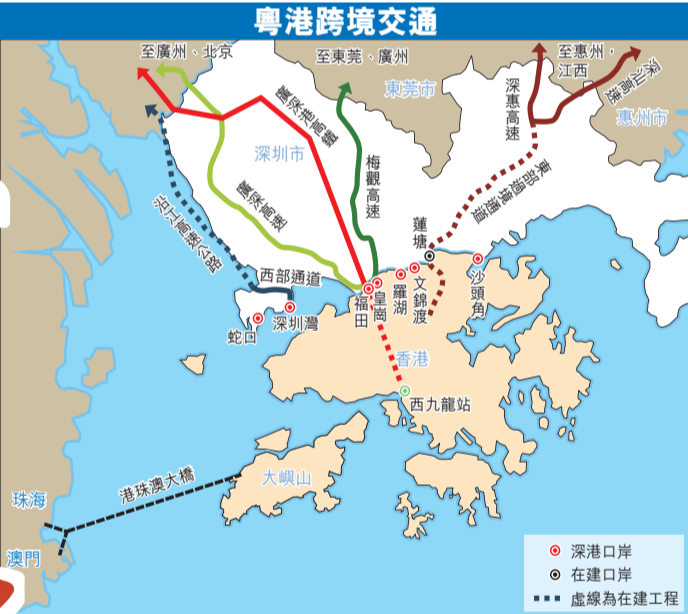 粵港跨境交通
至廣州、北京
至東莞、廣州
至惠州，
江西
深汕高速
東莞市
惠州市
深惠高速
廣深港高鐵
深圳市
梅觀高速
東部過境通道
廣深高速
沿江高速公路
蓮塘
西部通道
沙頭角
文錦渡
羅湖
皇崗
福田
深圳灣
蛇口
香港
西九龍站
大嶼山
港珠澳大橋
珠海
澳門
深港口岸
在建口岸
虛線為在建工程